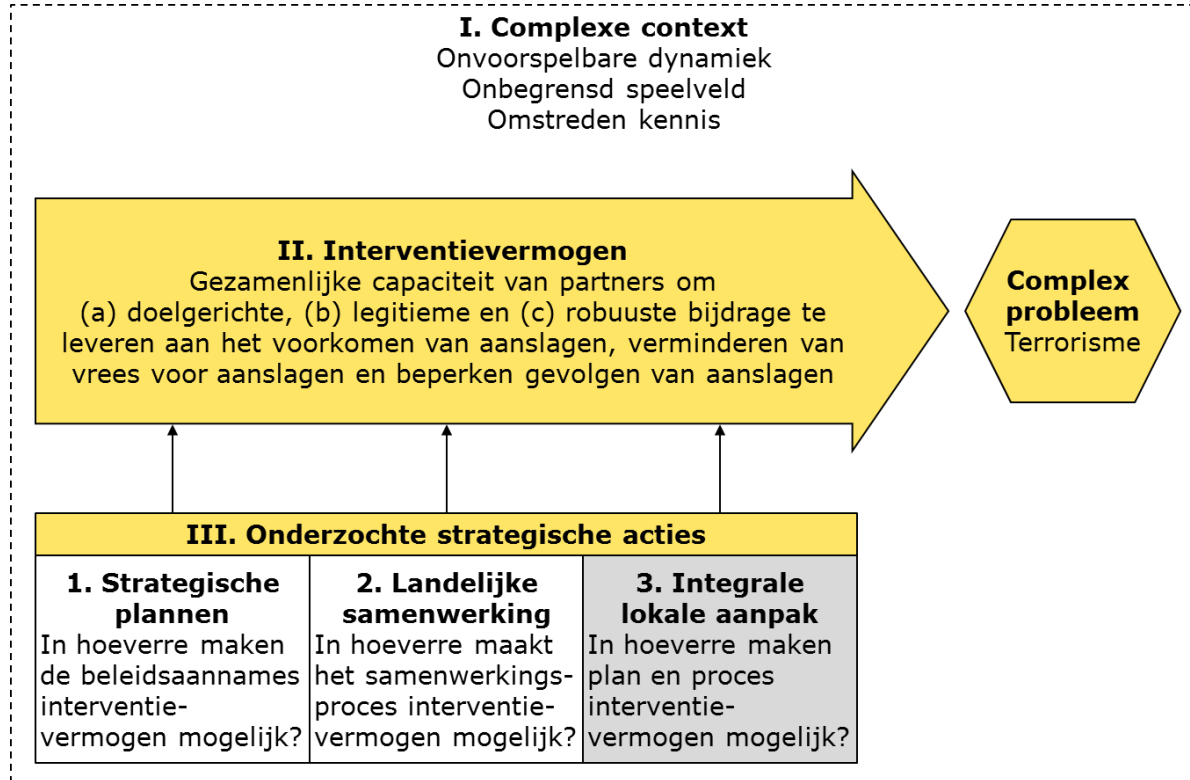 I. Complexe context
Onvoorspelbare dynamiek
Onbegrensd speelveld
Omstreden kennis
II. Interventievermogen
Gezamenlijke capaciteit van partners om
(a) doelgerichte, (b) legitieme en (c) robuuste bijdrage te
leveren aan het voorkomen van aanslagen, verminderen van
vrees voor aanslagen en beperken gevolgen van aanslagen
Complex
probleem
Terrorisme
III. Onderzochte strategische acties
1. Strategische
plannen
In hoeverre maken
de beleidsaannames
interventie-
vermogen mogelijk?
2. Landelijke
samenwerking
In hoeverre maakt
het samenwerkings-
proces interventie-
vermogen mogelijk?
3. Integrale
lokale aanpak
In hoeverre maken
plan en proces
interventie-
vermogen mogelijk?